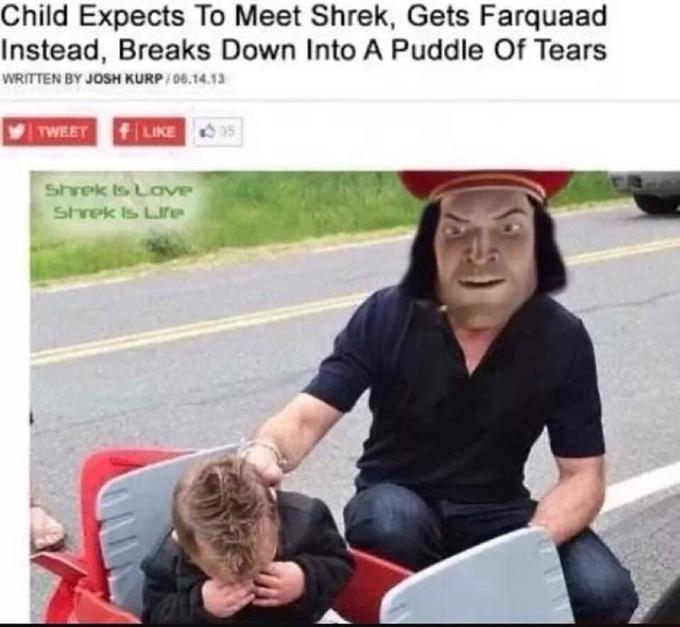 Child Expects To Meet Shrek, Gets Farquaad
Instead, Breaks Down Into A Puddle Of Tears
WRITTEN BY JOSH KURP / 06.14.13
TWEET
f LIKE
35
Shrek Is Love
Shrek Is Life